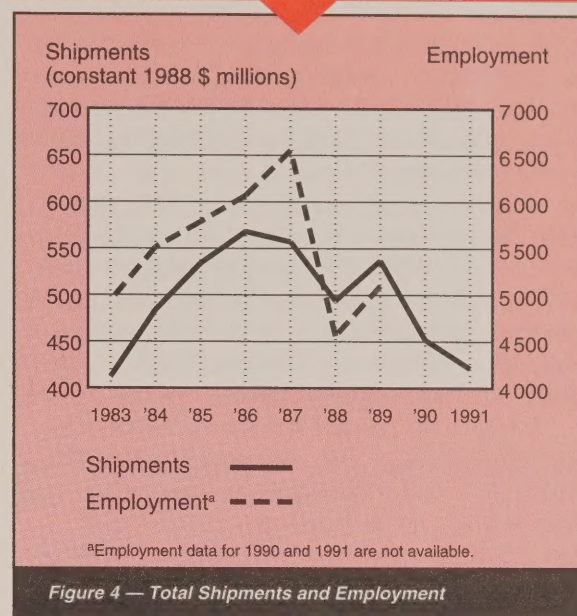 Shipments
(constant 1988 $ millions)
Employment
700
650
600
550
500
450
400
7 000
6 500
6 000
5 500
5 000
4 500
4 000
1983 '84 '85 '86 '87 '88 '89 '90 1991
Shipments
Employmentᵃ
ᵃEmployment data for 1990 and 1991 are not available.
Figure 4 — Total Shipments and Employment